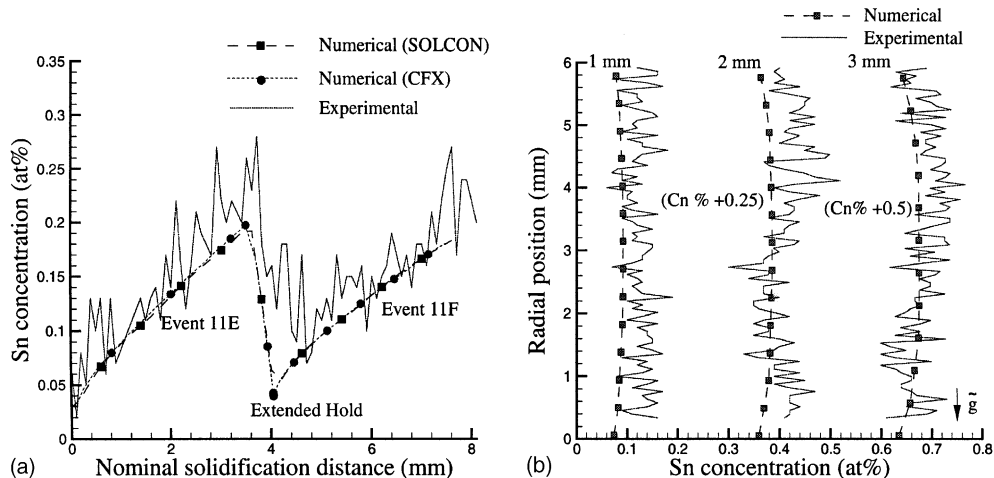 Numerical (SOLCON)
Numerical (CFX)
Experimental
0.35
0.3
0.25
0.2
0.15
0.1
0.05
0
Sn concentration (at%)
Event 11E
Event 11F
Extended Hold
0 2 4 6 8
(a) Nominal solidification distance (mm)
Numerical
Experimental
1 mm 2 mm 3 mm
6
5
4
3
2
1
0
Radial position (mm)
(Cn % +0.25)
(Cn% +0.5)
g
0 0.1 0.2 0.3 0.4 0.5 0.6 0.7 0.8
(b) Sn concentration (at%)